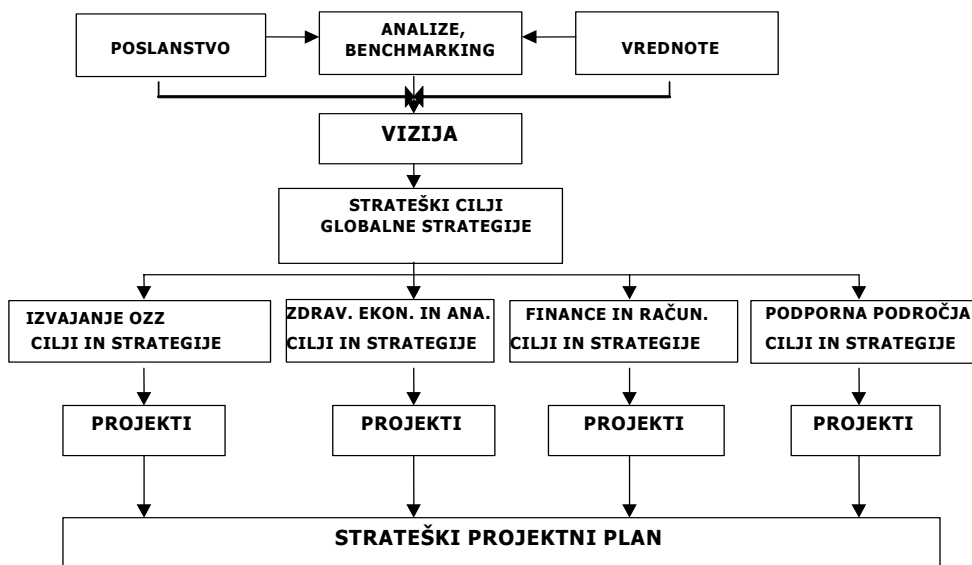 POSLANSTVO
ANALIZE,
BENCHMARKING
VREDNOTE
VIZIJA
STRATEŠKI CILJI
GLOBALNE STRATEGIJE
IZVAJANJE OZZ
CILJI IN STRATEGIJE
ZDRAV. EKON. IN ANA.
CILJI IN STRATEGIJE
FINANCE IN RAČUN.
CILJI IN STRATEGIJE
PODPORNA PODROČJA
CILJI IN STRATEGIJE
PROJEKTI
PROJEKTI
PROJEKTI
PROJEKTI
STRATEŠKI PROJEKTNI PLAN